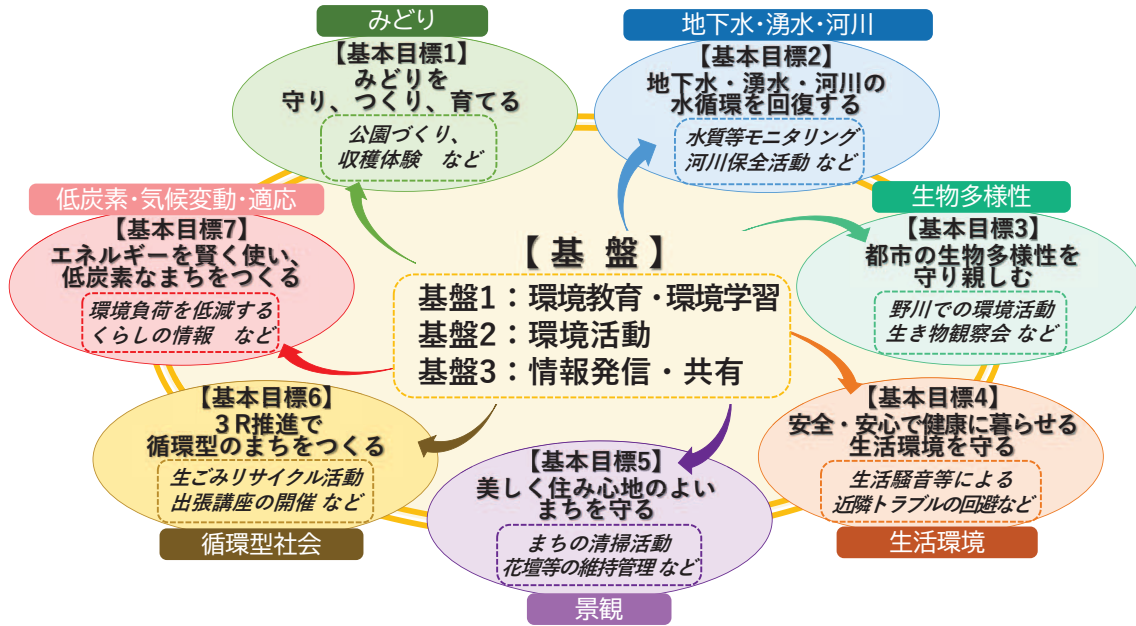 みどり
【基本目標1】
みどりを
守り、つくり、育てる
公園づくり、
収穫体験　など
地下水・湧水・河川
【基本目標2】
地下水・湧水・河川の
水循環を回復する
水質等モニタリング
河川保全活動 など
生物多様性
【基本目標3】
都市の生物多様性を
守り親しむ
野川での環境活動
生き物観察会 など
低炭素・気候変動・適応
【基本目標7】
エネルギーを賢く使い、
低炭素なまちをつくる
環境負荷を低減する
くらしの情報　など
【 基 盤 】
基盤1：環境教育・環境学習
基盤2：環境活動
基盤3：情報発信・共有
【基本目標4】
安全・安心で健康に暮らせる
生活環境を守る
生活騒音等による
近隣トラブルの回避など
生活環境
【基本目標6】
３R推進で
循環型のまちをつくる
生ごみリサイクル活動
出張講座の開催 など
循環型社会
【基本目標5】
美しく住み心地のよい
まちを守る
まちの清掃活動
花壇等の維持管理 など
景観